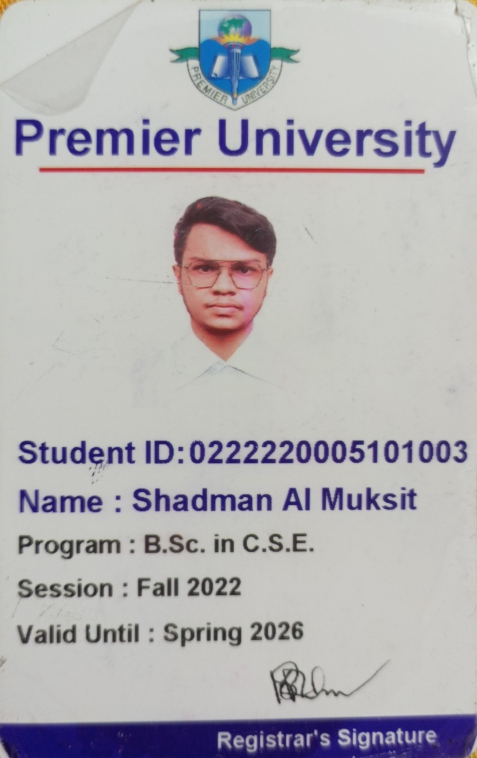 PREMIER UNIVERSITY
Premier University
Student ID:0222220005101003
Name : Shadman Al Muksit
Program : B.Sc. in C.S.E.
Session : Fall 2022
Valid Until : Spring 2026
Registrar's Signature